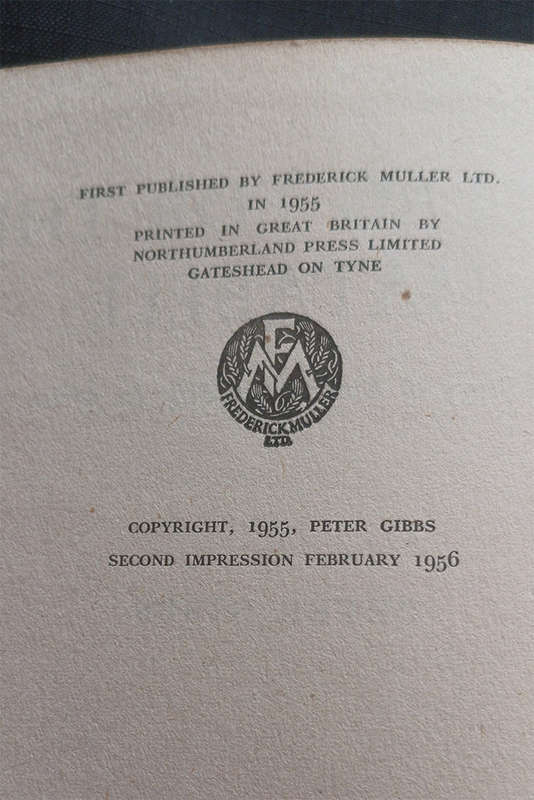 FIRST PUBLISHED BY FREDERICK MULLER LTD.
IN 1955
PRINTED IN GREAT BRITAIN BY
NORTHUMBERLAND PRESS LIMITED
GATESHEAD ON TYNE
FM
FREDERICK MULLER
LTD.
COPYRIGHT, 1955, PETER GIBBS
SECOND IMPRESSION FEBRUARY 1956